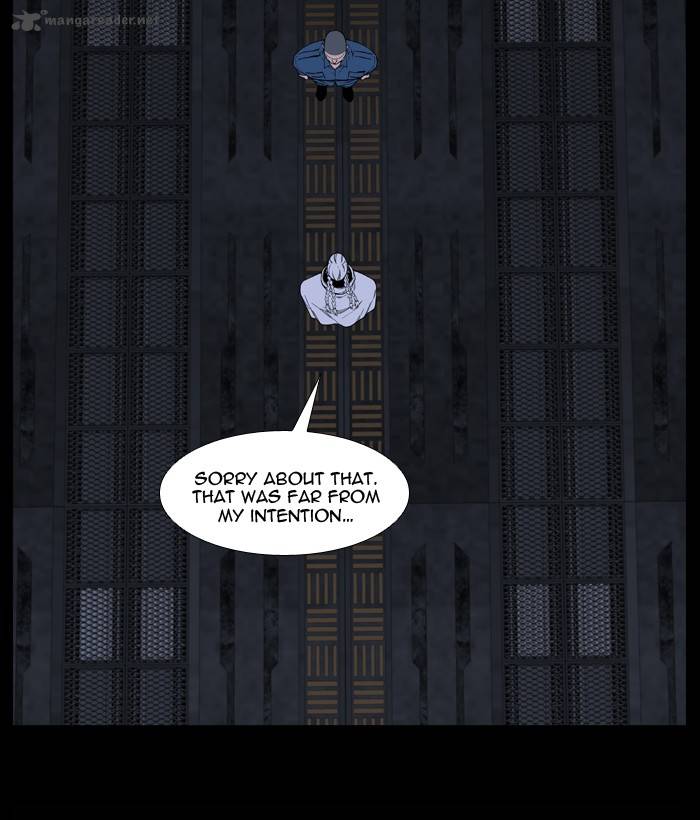 mangareader.net
SORRY ABOUT THAT.
THAT WAS FAR FROM
MY INTENTION...